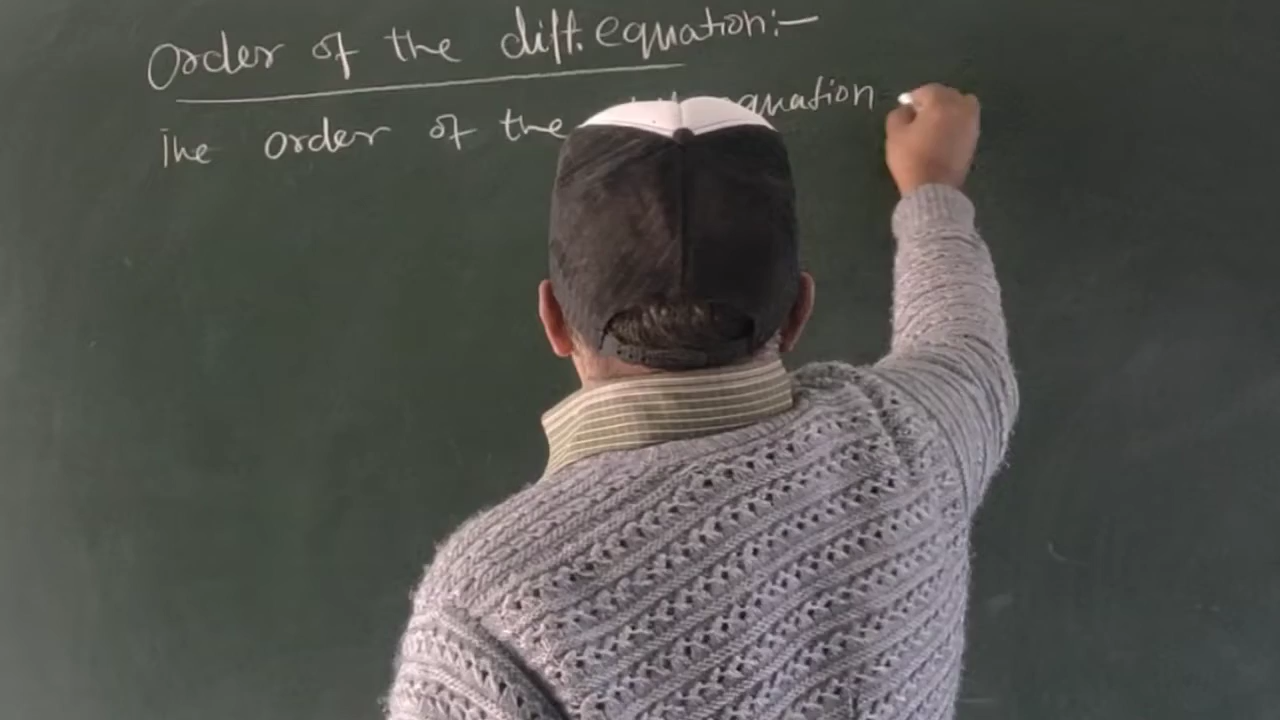 Order of the diff. equation:-
The order of the equation